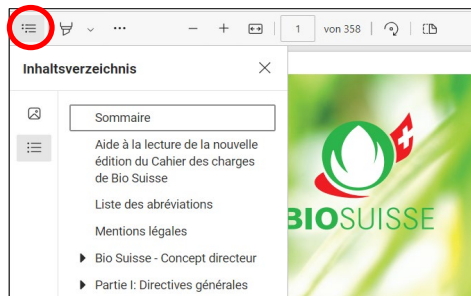 1 von 358
Inhaltsverzeichnis
Sommaire
Aide à la lecture de la nouvelle
édition du Cahier des charges
de Bio Suisse
Liste des abréviations
Mentions légales
Bio Suisse - Concept directeur
Partie I: Directives générales
BIOSUISSE